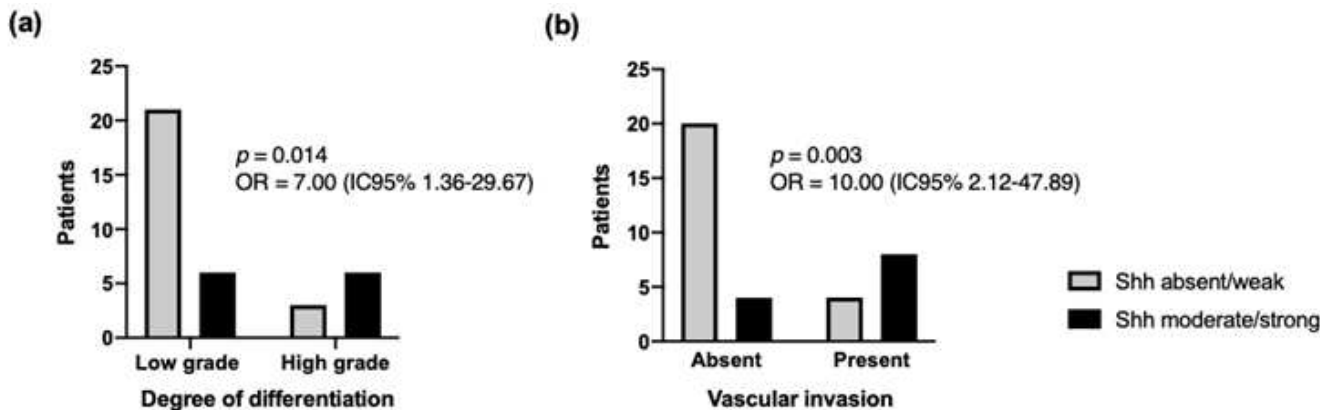 (a)
25
20
15
10
5
0
Patients
p = 0.014
OR = 7.00 (IC95% 1.36-29.67)
Low grade High grade
Degree of differentiation
(b)
25
20
15
10
5
0
Patients
p = 0.003
OR = 10.00 (IC95% 2.12-47.89)
Absent Present
Vascular invasion
Shh absent/weak
Shh moderate/strong